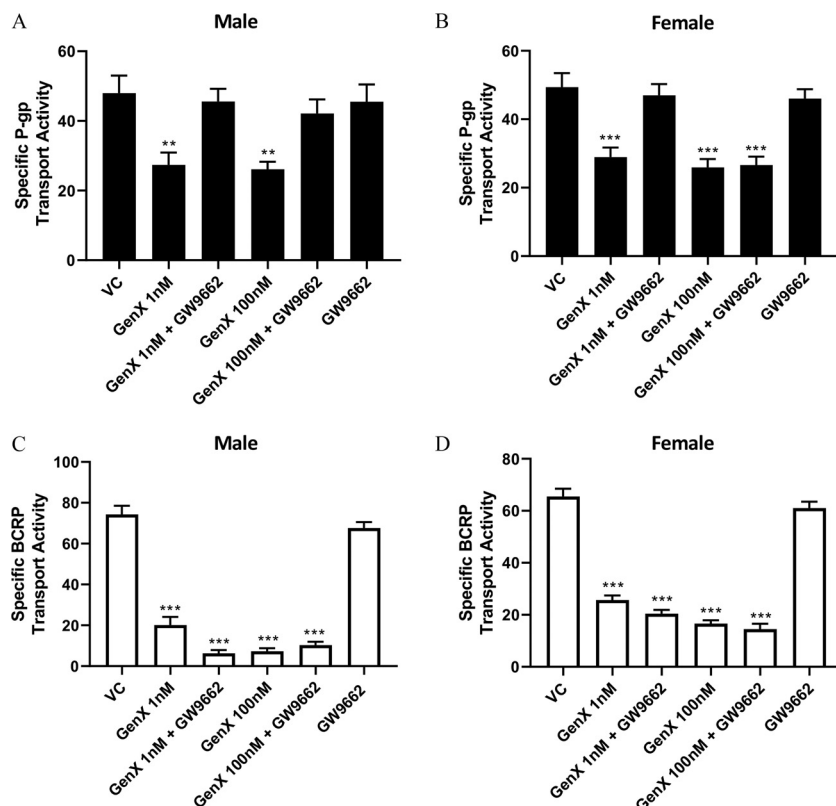 A
Male
Specific P-gp
Transport Activity
60
40
20
0
**
**
VC
GenX 1nM
GenX 1nM + GW9662
GenX 100nM
GenX 100nM + GW9662
GW9662
B
Female
Specific P-gp
Transport Activity
60
40
20
0
***
***
***
VC
GenX 1nM
GenX 1nM + GW9662
GenX 100nM
GenX 100nM + GW9662
GW9662
C
Male
Specific BCRP
Transport Activity
100
80
60
40
20
0
***
***
***
***
VC
GenX 1nM
GenX 1nM + GW9662
GenX 100nM
GenX 100nM + GW9662
GW9662
D
Female
Specific BCRP
Transport Activity
80
60
40
20
0
***
***
***
***
VC
GenX 1nM
GenX 1nM + GW9662
GenX 100nM
GenX 100nM + GW9662
GW9662